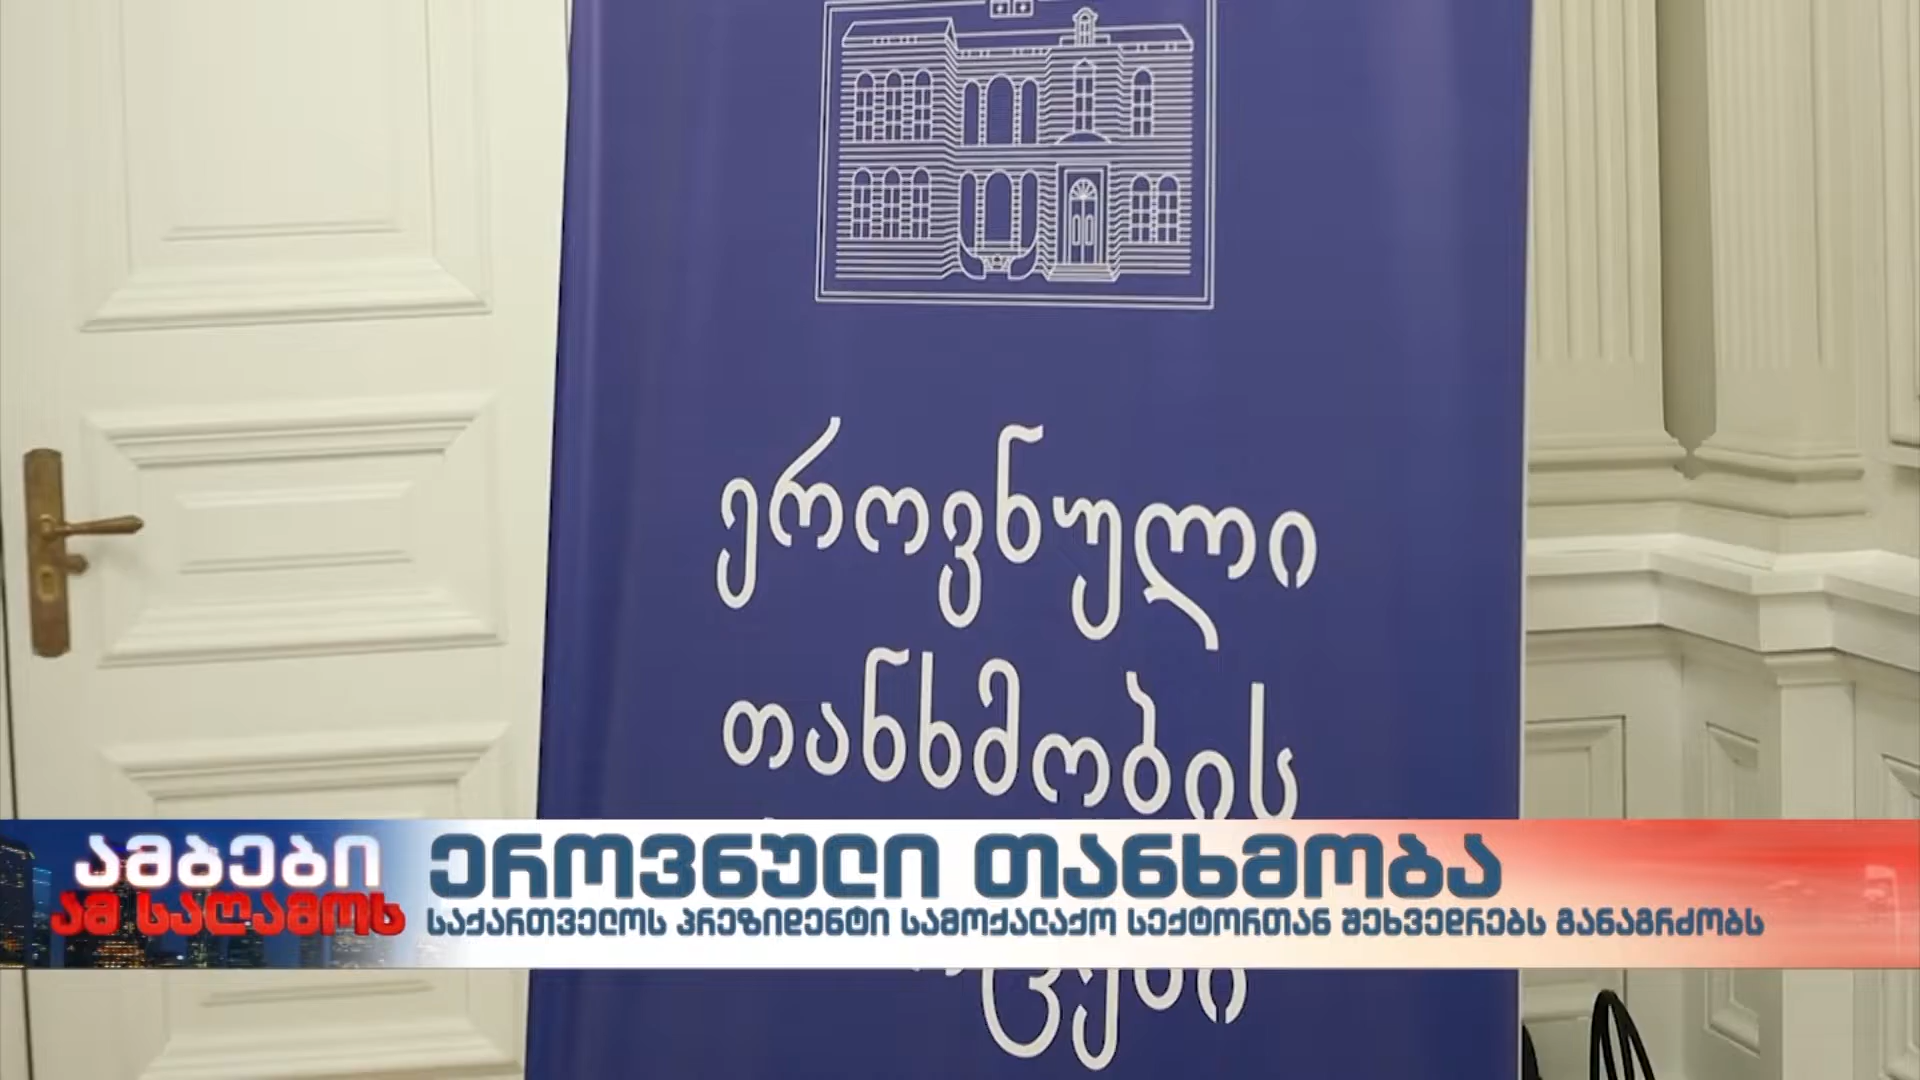 ეროვნული
თანხმობის
ამბები
ამ საღამოს
ეროვნული თანხმობა
საქართველოს პრეზიდენტი სამოქალაქო სექტორთან შეხვედრებს განაგრძობს